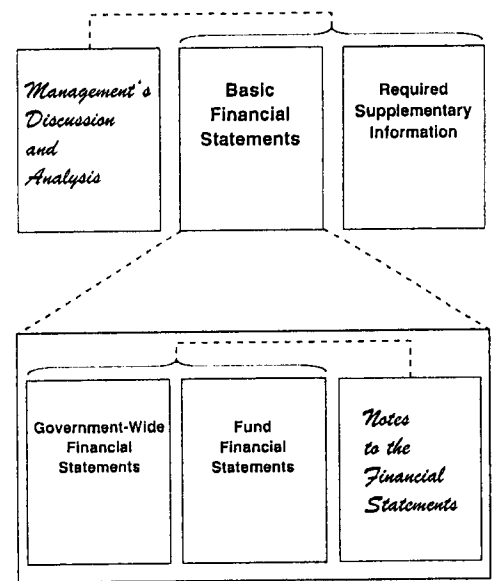 Management's
Discussion
and
Analysis
Basic
Financial
Statements
Required
Supplementary
Information
Government-Wide
Financial
Statements
Fund
Financial
Statements
Notes
to the
Financial
Statements